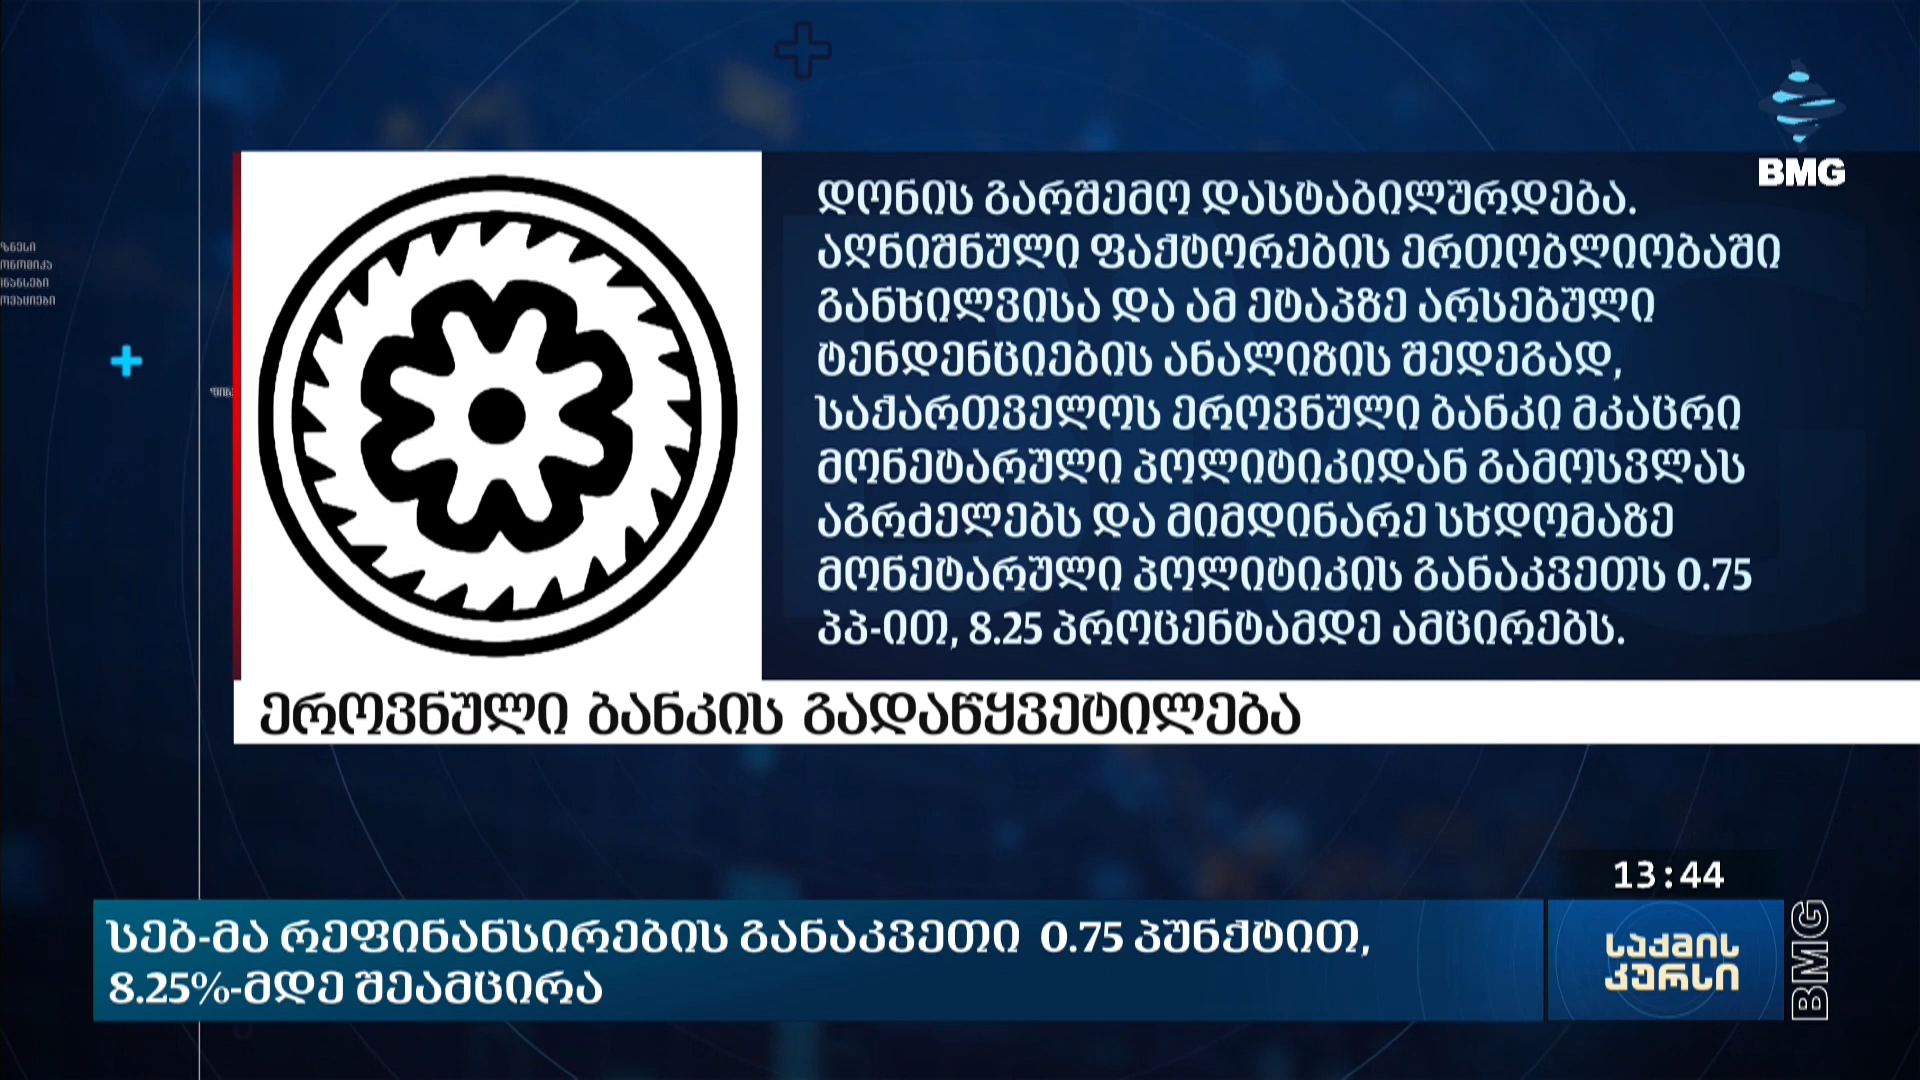 BMG
დონის გარშემო დასტაბილურდება.
აღნიშნული ფაქტორების ერთობლიობაში
განხილვისა და ამ ეტაპზე არსებული
ტენდენციების ანალიზის შედეგად,
საქართველოს ეროვნული ბანკი მკაცრი
მონეტარული პოლიტიკიდან გამოსვლას
აგრძელებს და მიმდინარე სხდომაზე
მონეტარული პოლიტიკის განაკვეთს 0.75
პპ-ით, 8.25 პროცენტამდე ამცირებს.
ეროვნული ბანკის გადაწყვეტილება
13:44
სებ-მა რეფინანსირების განაკვეთი 0.75 პუნქტით,
8.25%-მდე შეამცირა
საქმის
კურსი
BMG